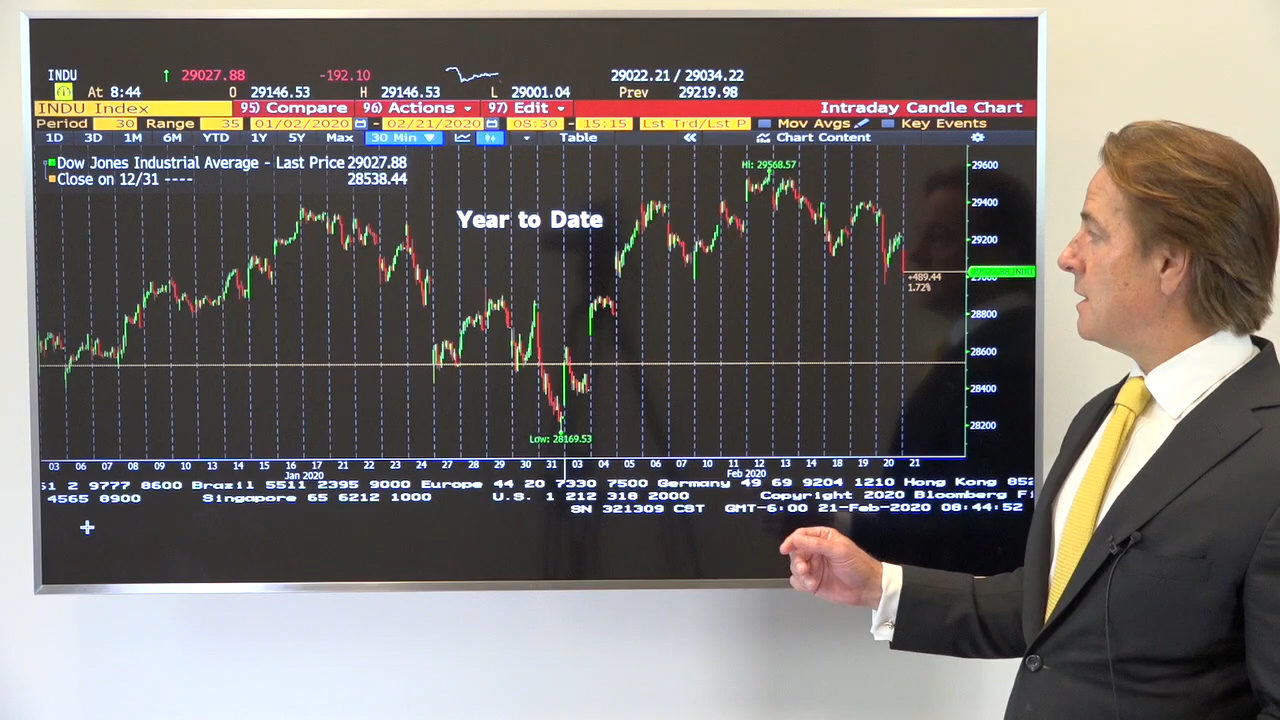 INDU ↑ 29027.88 -192.10 29022.21 / 29034.22
At 8:44 O 29146.53 H 29146.53 L 29001.04 Prev 29219.98
INDU Index 95) Compare 96) Actions 97) Edit Intraday Candle Chart
Period 30 Range 35 01/02/2020 - 02/21/2020 08:30 - 15:15 Lst Trd/Lst P Mov Avgs Key Events
1D 3D 1M 6M YTD 1Y 5Y Max 30 Min ▼ Table « Chart Content
Dow Jones Industrial Average - Last Price 29027.88
Close on 12/31 ---- 28538.44
Year to Date
Hi: 29568.57
29600
29400
29200
29027.88 INDU
29000
+489.44
1.72%
28800
28600
28400
28200
Low: 28169.53
03 06 07 08 09 10 13 14 15 16 17 21 22 23 24 27 28 29 30 31 03 04 05 06 07 10 11 12 13 14 18 19 20 21
Jan 2020 Feb 2020
2 9777 8600 Brazil 5511 2395 9000 Europe 44 20 7330 7500 Germany 49 69 9204 1210 Hong Kong 852
4565 8900 Singapore 65 6212 1000 U.S. 1 212 318 2000 Copyright 2020 Bloomberg Fi
SN 321309 CST GMT-6:00 21-Feb-2020 08:44:52